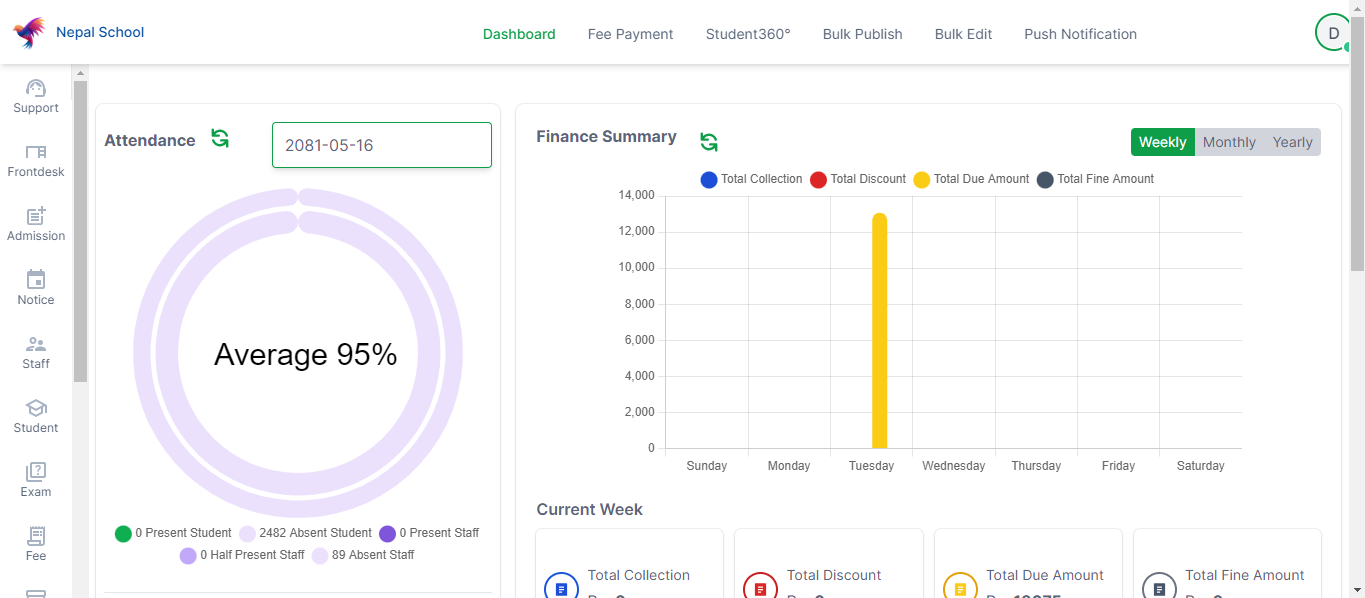 Nepal School
Dashboard
Fee Payment
Student360°
Bulk Publish
Bulk Edit
Push Notification
D
Support
Frontdesk
Admission
Notice
Staff
Student
Exam
Fee
Attendance
2081-05-16
Average 95%
0 Present Student 2482 Absent Student 0 Present Staff
0 Half Present Staff 89 Absent Staff
Finance Summary
Weekly Monthly Yearly
Total Collection Total Discount Total Due Amount Total Fine Amount
14,000
12,000
10,000
8,000
6,000
4,000
2,000
0
Sunday Monday Tuesday Wednesday Thursday Friday Saturday
Current Week
Total Collection
Total Discount
Total Due Amount
Total Fine Amount